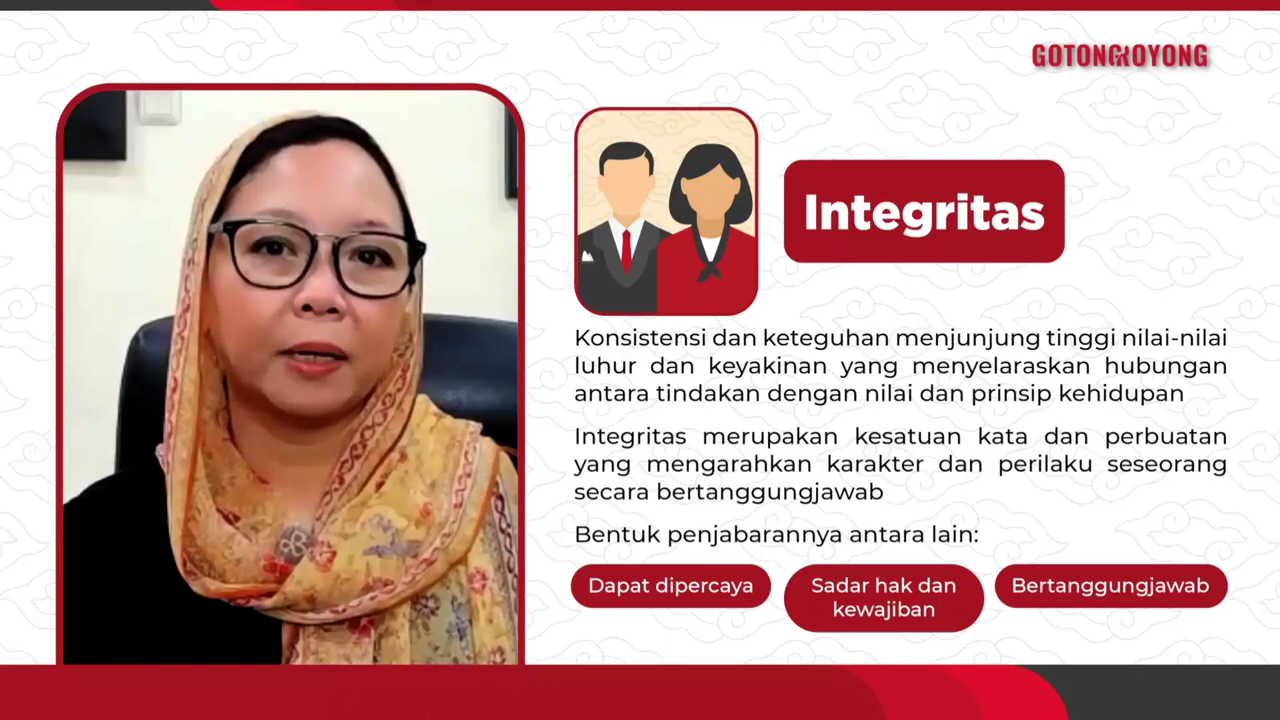 GOTONGROYONG
Integritas
Konsistensi dan keteguhan menjunjung tinggi nilai-nilai
luhur dan keyakinan yang menyelaraskan hubungan
antara tindakan dengan nilai dan prinsip kehidupan
Integritas merupakan kesatuan kata dan perbuatan
yang mengarahkan karakter dan perilaku seseorang
secara bertanggungjawab
Bentuk penjabarannya antara lain:
Dapat dipercaya
Sadar hak dan
kewajiban
Bertanggungjawab